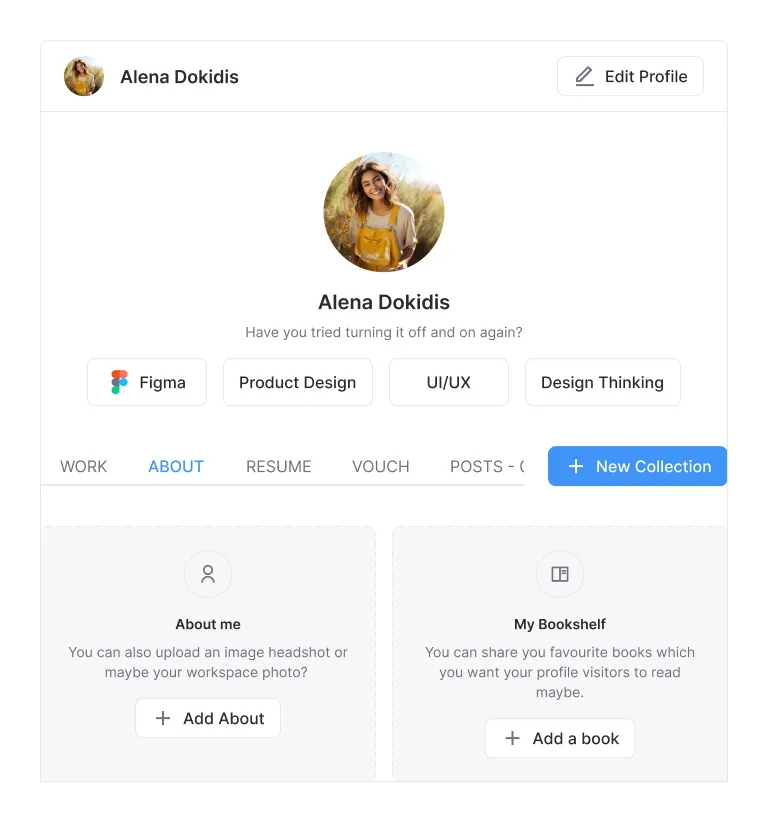 Alena Dokidis
Edit Profile
Alena Dokidis
Have you tried turning it off and on again?
Figma
Product Design
UI/UX
Design Thinking
WORK
ABOUT
RESUME
VOUCH
POSTS -
New Collection
About me
You can also upload an image headshot or
maybe your workspace photo?
Add About
My Bookshelf
You can share you favourite books which
you want your profile visitors to read
maybe.
Add a book